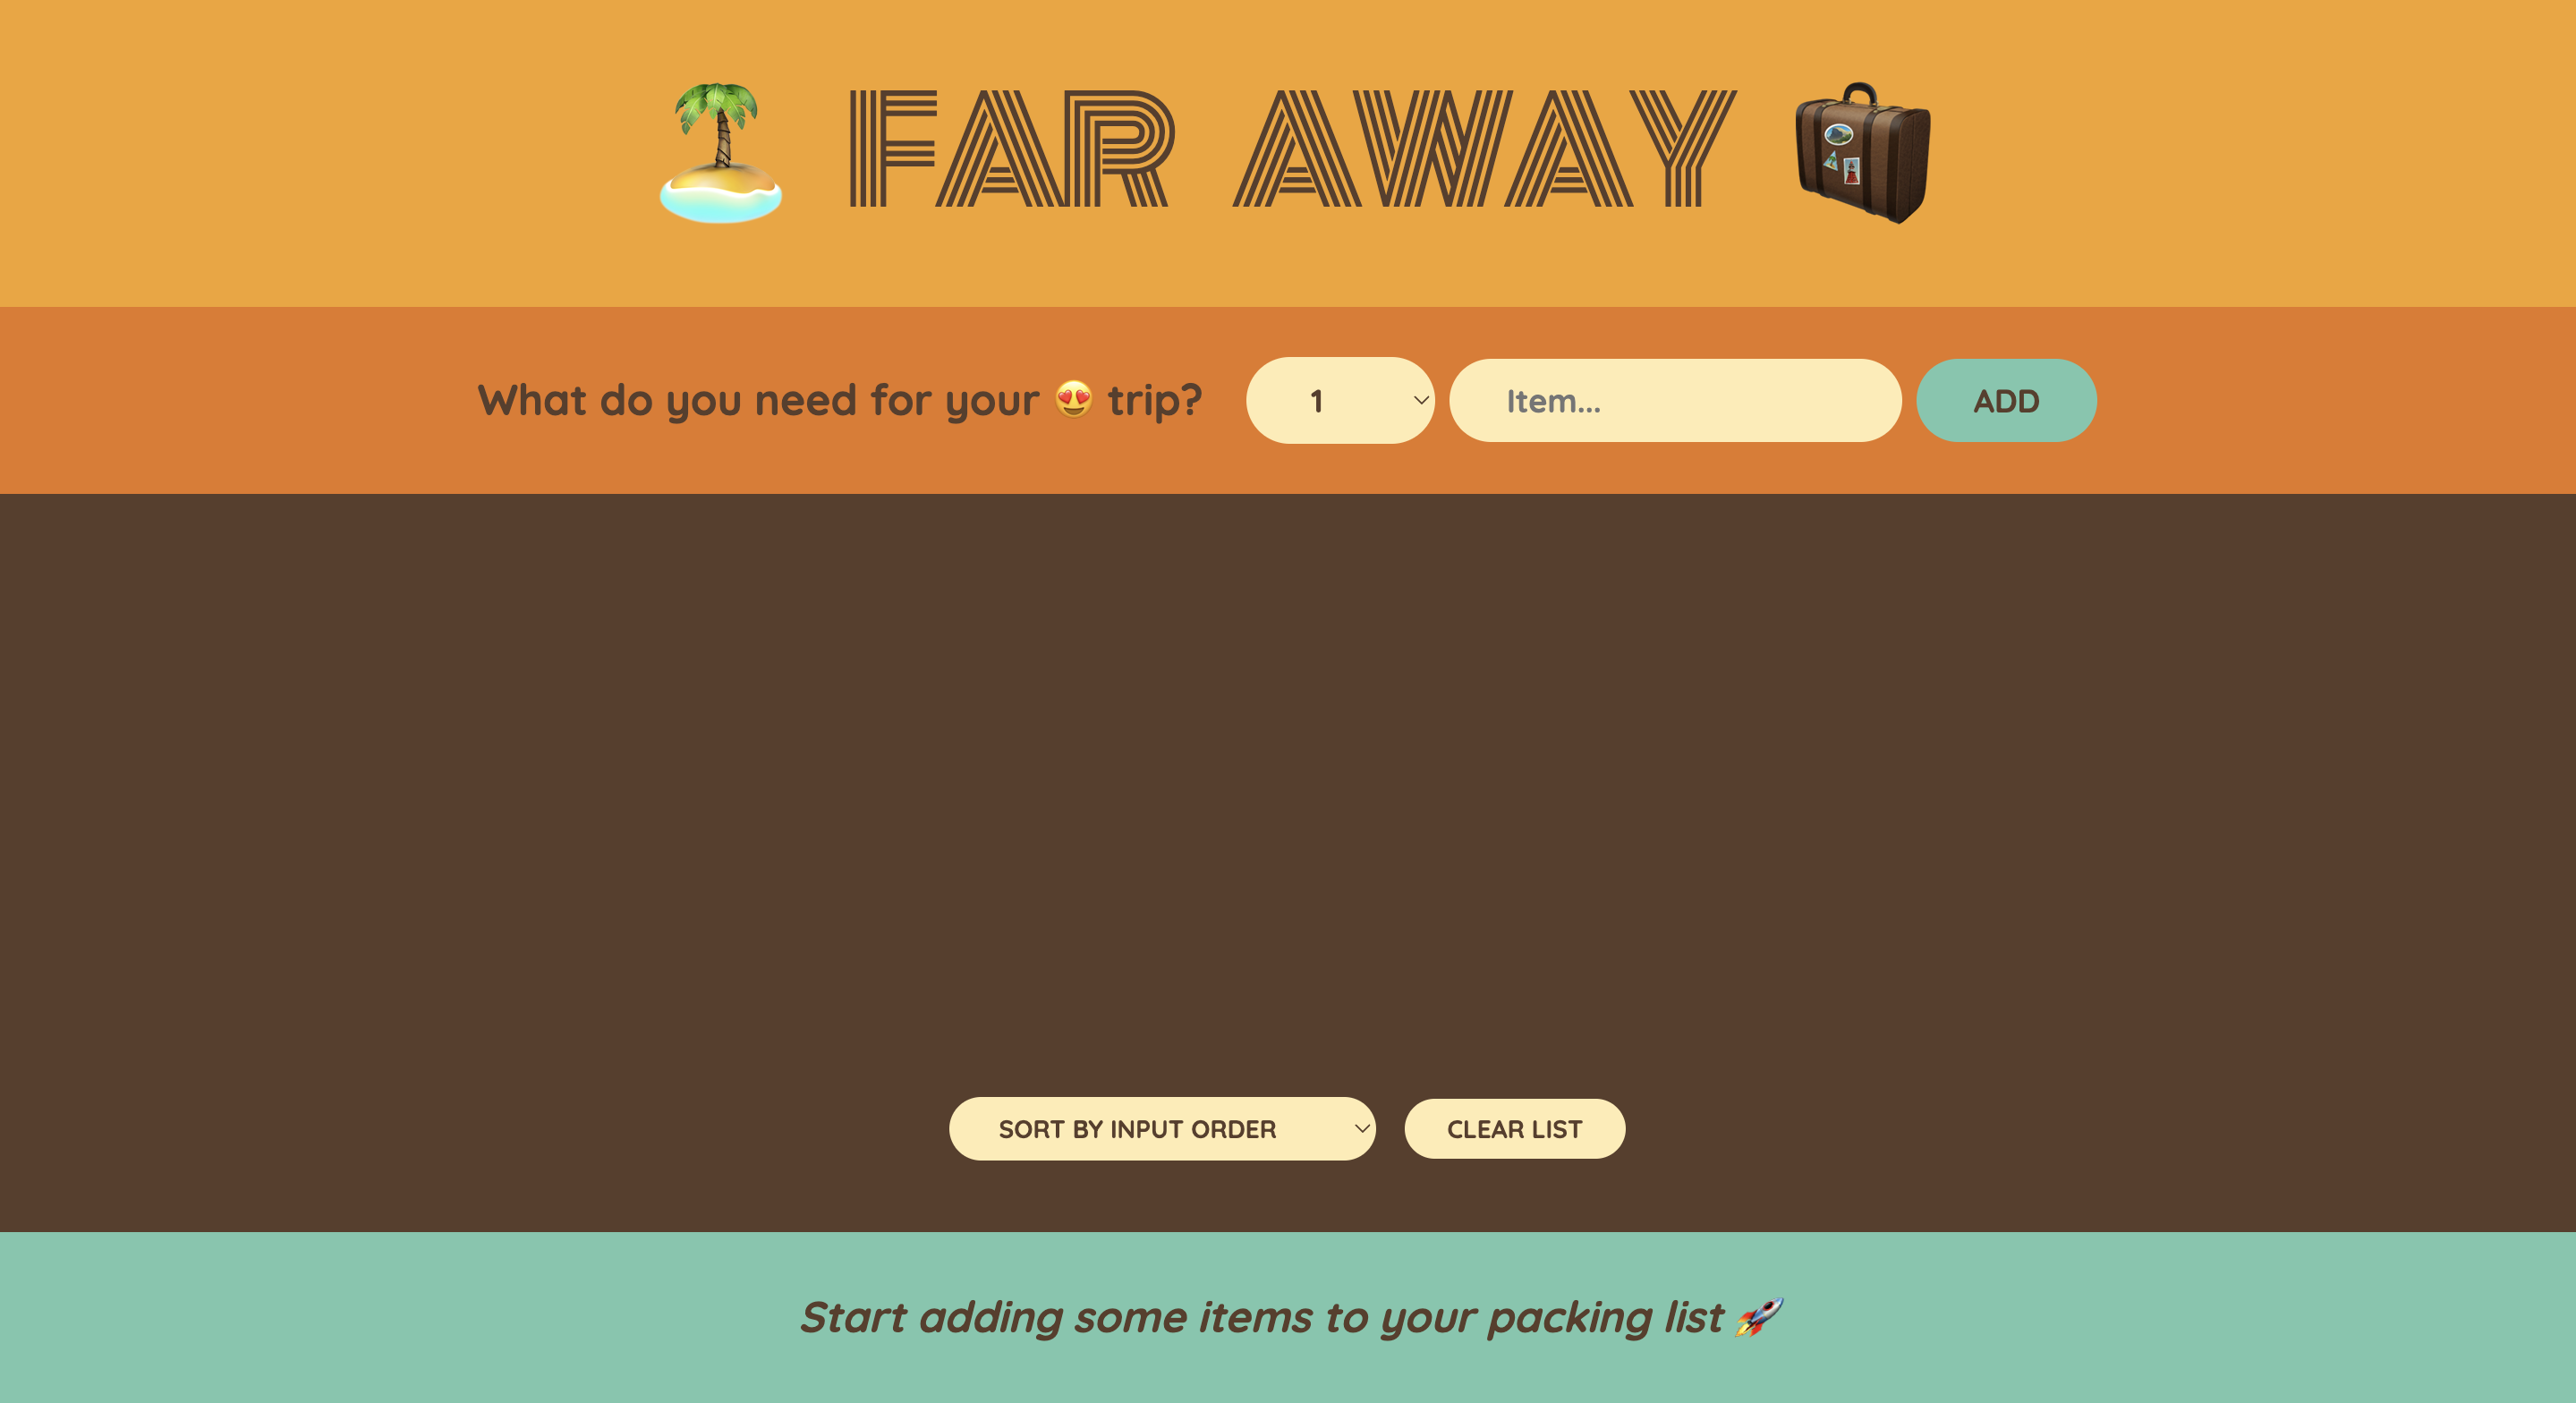 🏝️ FAR AWAY 🧳
What do you need for your 😍 trip? 1 Item... ADD
SORT BY INPUT ORDER CLEAR LIST
Start adding some items to your packing list 🚀